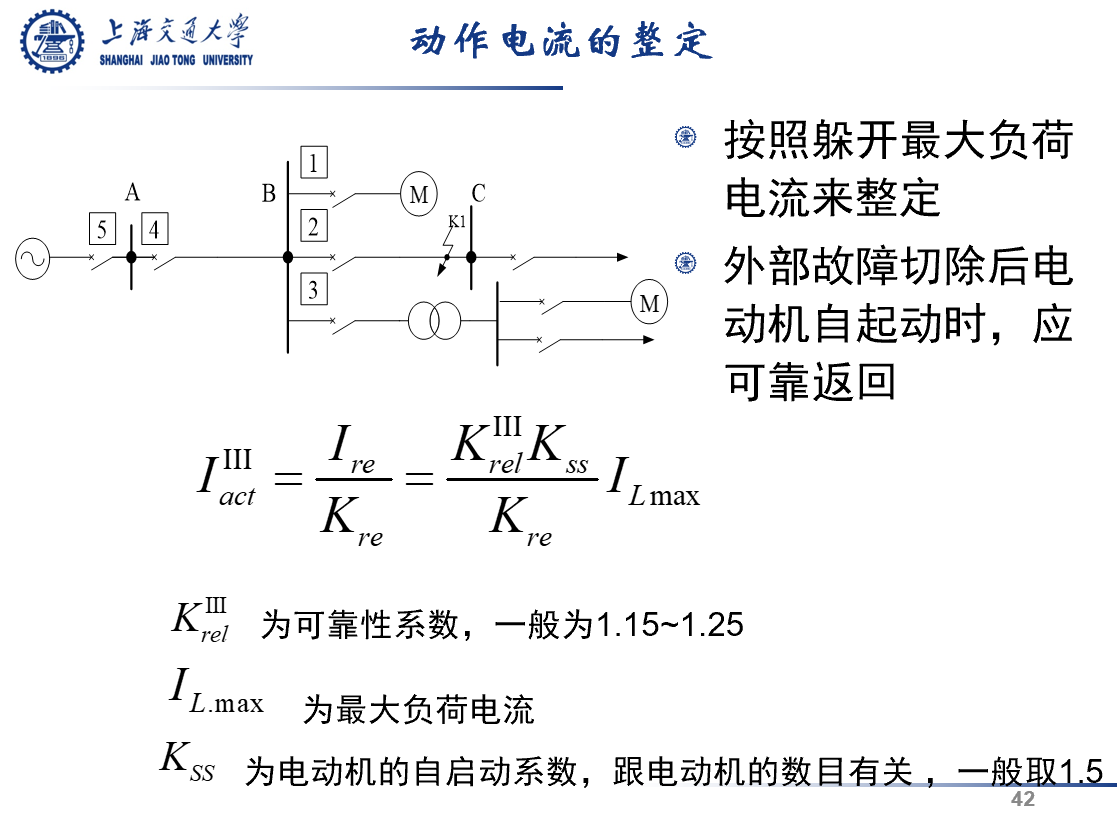 上海交通大学
SHANGHAI JIAO TONG UNIVERSITY
1896
动作电流的整定
按照躲开最大负荷
电流来整定
外部故障切除后电
动机自起动时，应
可靠返回
1
A
B
M
C
5
4
2
K1
3
M
I_{act}^{III} = \frac{I_{re}}{K_{re}} = \frac{K_{rel}^{III} K_{ss}}{K_{re}} I_{L max}
K_{rel}^{III} 为可靠性系数，一般为1.15~1.25
I_{L.max} 为最大负荷电流
K_{SS} 为电动机的自启动系数，跟电动机的数目有关 ，一般取1.5
42